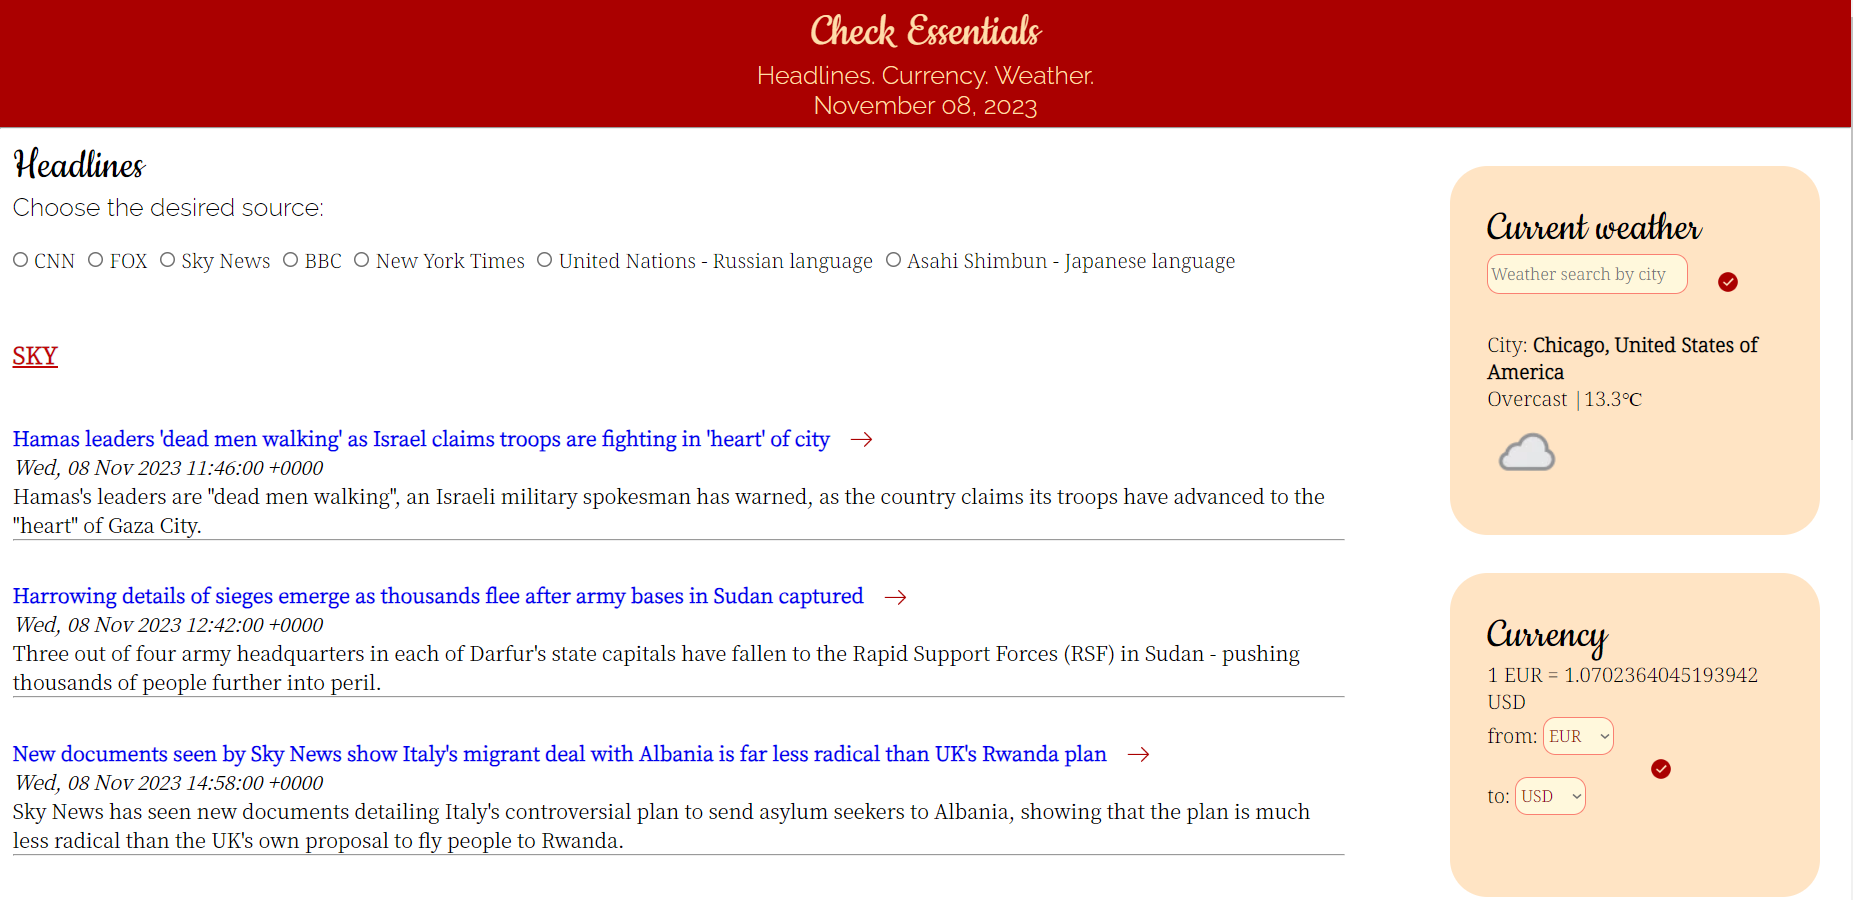 Check Essentials
Headlines. Currency. Weather.
November 08, 2023
Headlines
Choose the desired source:
CNN FOX Sky News BBC New York Times United Nations - Russian language Asahi Shimbun - Japanese language
SKY
Hamas leaders 'dead men walking' as Israel claims troops are fighting in 'heart' of city →
Wed, 08 Nov 2023 11:46:00 +0000
Hamas's leaders are "dead men walking", an Israeli military spokesman has warned, as the country claims its troops have advanced to the
"heart" of Gaza City.
Harrowing details of sieges emerge as thousands flee after army bases in Sudan captured →
Wed, 08 Nov 2023 12:42:00 +0000
Three out of four army headquarters in each of Darfur's state capitals have fallen to the Rapid Support Forces (RSF) in Sudan - pushing
thousands of people further into peril.
New documents seen by Sky News show Italy's migrant deal with Albania is far less radical than UK's Rwanda plan →
Wed, 08 Nov 2023 14:58:00 +0000
Sky News has seen new documents detailing Italy's controversial plan to send asylum seekers to Albania, showing that the plan is much
less radical than the UK's own proposal to fly people to Rwanda.
Current weather
Weather search by city
City: Chicago, United States of
America
Overcast | 13.3°C
Currency
1 EUR = 1.0702364045193942
USD
from: EUR
to: USD